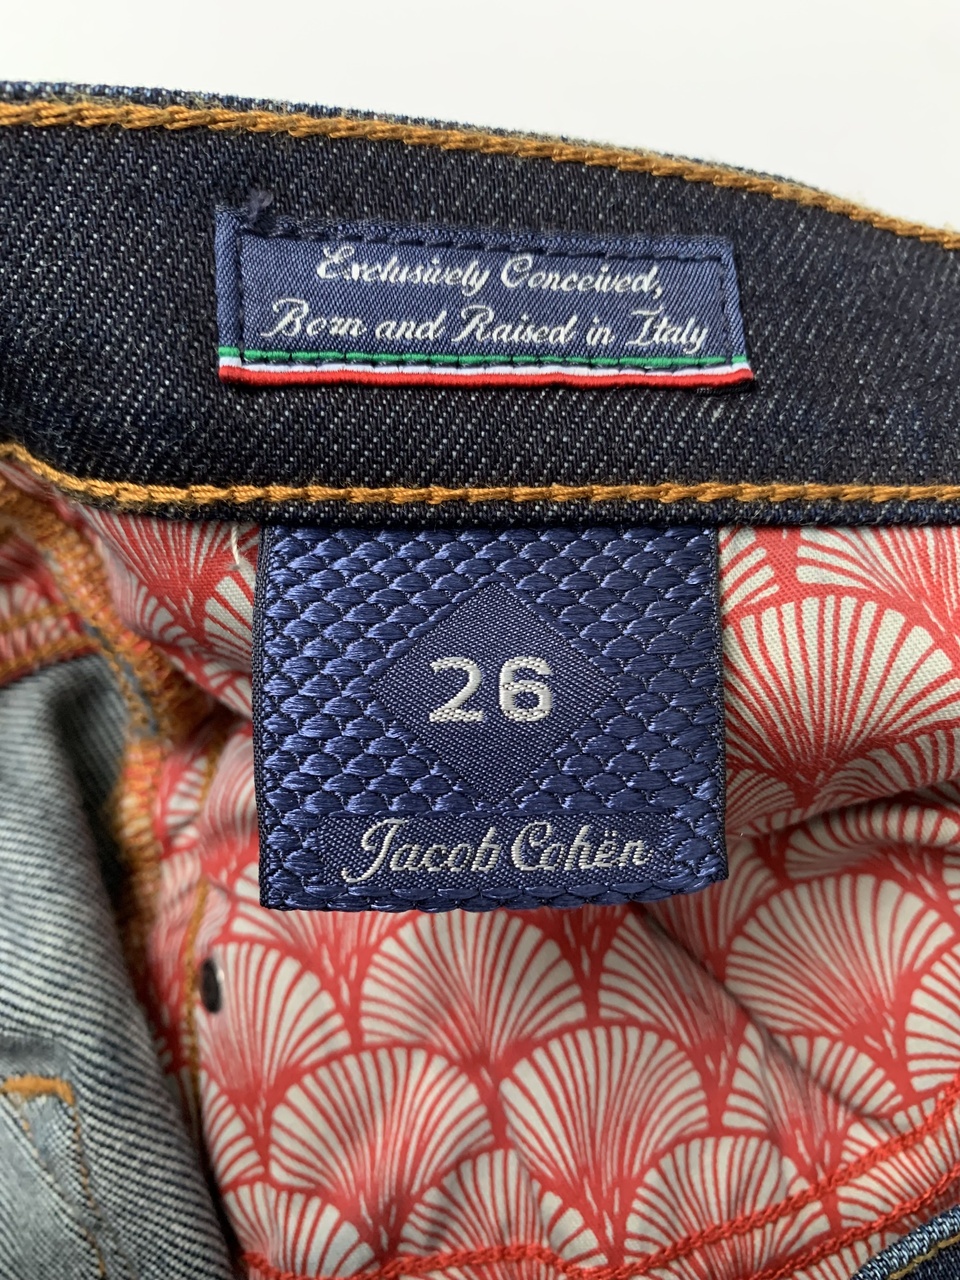 Exclusively Conceived,
Born and Raised in Italy
26
Jacob Cohën